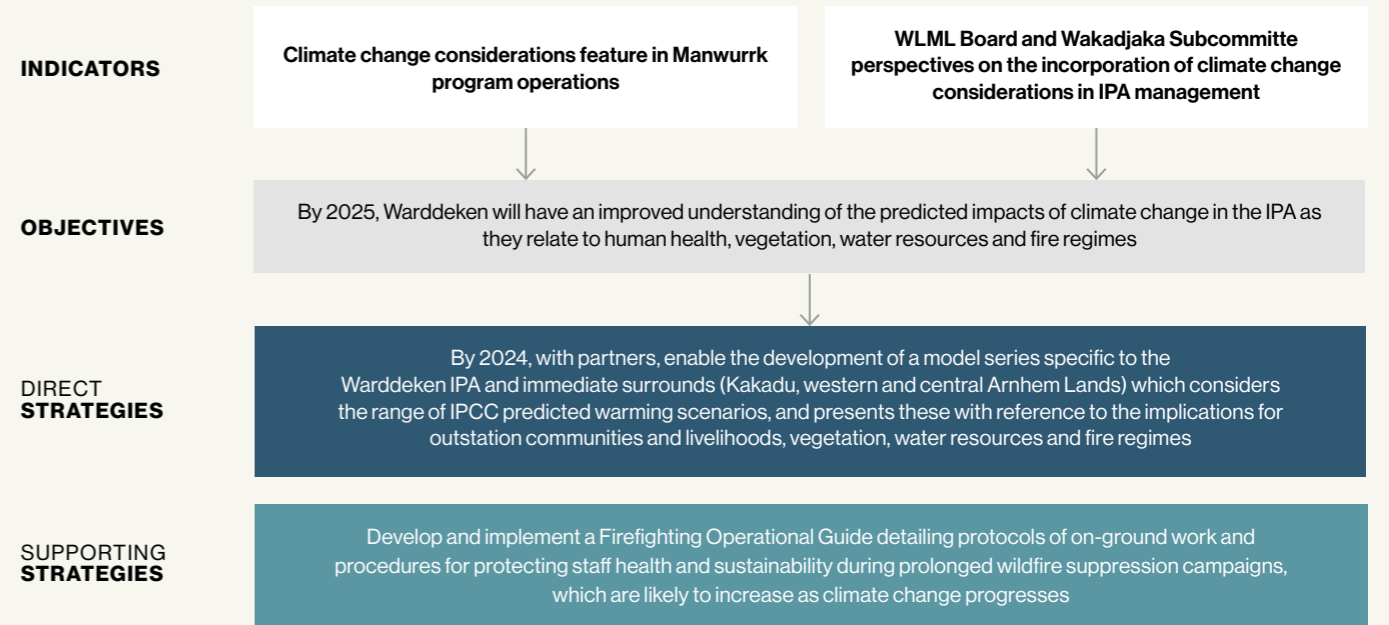 INDICATORS
Climate change considerations feature in Manwurrk
program operations
WLML Board and Wakadjaka Subcommitte
perspectives on the incorporation of climate change
considerations in IPA management
OBJECTIVES
By 2025, Warddeken will have an improved understanding of the predicted impacts of climate change in the IPA as
they relate to human health, vegetation, water resources and fire regimes
DIRECT
STRATEGIES
By 2024, with partners, enable the development of a model series specific to the
Warddeken IPA and immediate surrounds (Kakadu, western and central Arnhem Lands) which considers
the range of IPCC predicted warming scenarios, and presents these with reference to the implications for
outstation communities and livelihoods, vegetation, water resources and fire regimes
SUPPORTING
STRATEGIES
Develop and implement a Firefighting Operational Guide detailing protocols of on-ground work and
procedures for protecting staff health and sustainability during prolonged wildfire suppression campaigns,
which are likely to increase as climate change progresses